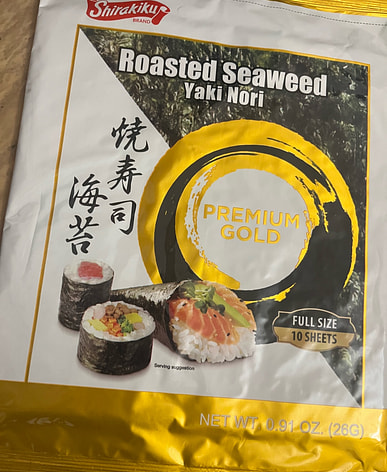 Shirakiku
BRAND
Roasted Seaweed
Yaki Nori
焼寿司
海苔
PREMIUM
GOLD
FULL SIZE
10 SHEETS
Serving suggestion
NET WT. 0.91 OZ. (26G)